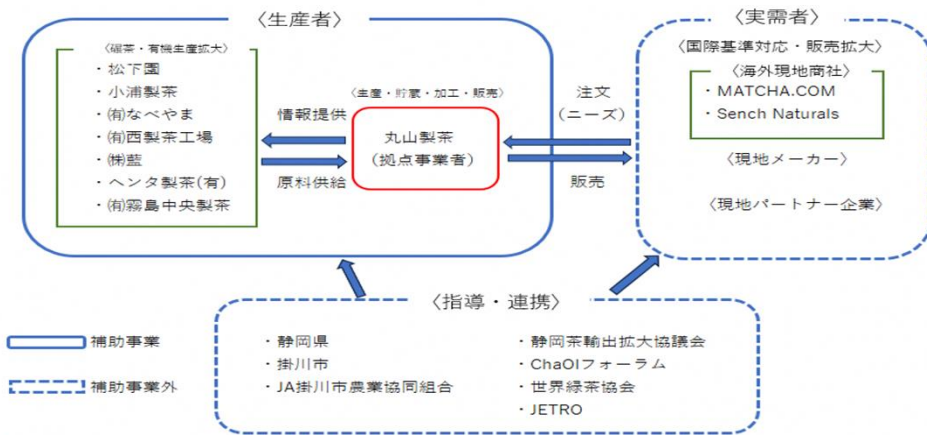 〈生産者〉
〈碾茶・有機生産拡大〉
・松下園
・小浦製茶
・㈲なべやま
・㈲西製茶工場
・㈱藍
・ヘンタ製茶(有)
・㈲霧島中央製茶
情報提供
原料供給
〈生産・貯蔵・加工・販売〉
丸山製茶
(拠点事業者)
注文
(ニーズ)
販売
〈実需者〉
〈国際基準対応・販売拡大〉
〈海外現地商社〉
・MATCHA.COM
・Sench Naturals
〈現地メーカー〉
〈現地パートナー企業〉
〈指導・連携〉
・静岡県
・掛川市
・JA掛川市農業協同組合
・静岡茶輸出拡大協議会
・ChaOIフォーラム
・世界緑茶協会
・JETRO
補助事業
補助事業外